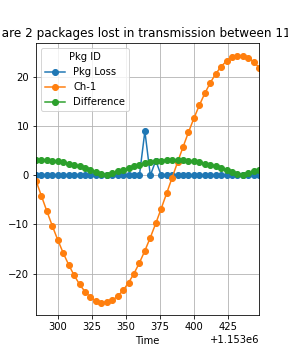 are 2 packages lost in transmission between 11
Pkg ID
Pkg Loss
Ch-1
Difference
20
10
0
−10
−20
300
325
350
375
400
425
Time
+1.153e6